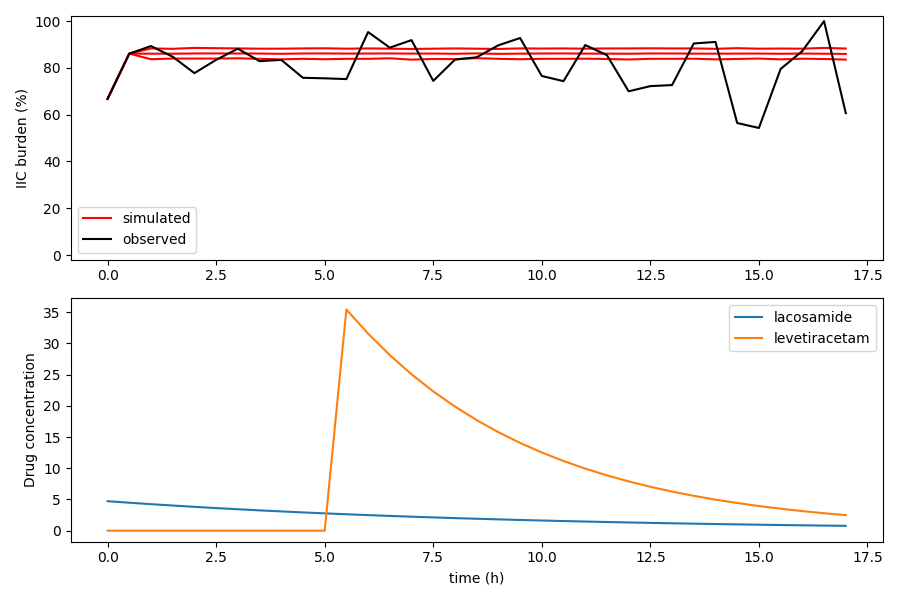 IIC burden (%)
100
80
60
40
20
0
simulated
observed
0.0 2.5 5.0 7.5 10.0 12.5 15.0 17.5
Drug concentration
35
30
25
20
15
10
5
0
lacosamide
levetiracetam
0.0 2.5 5.0 7.5 10.0 12.5 15.0 17.5
time (h)